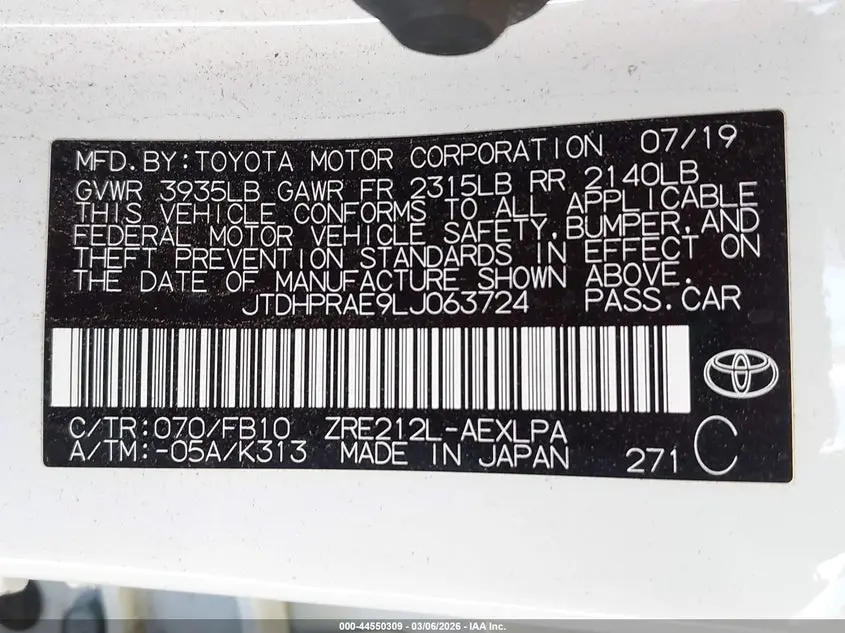 MFD.BY:TOYOTA MOTOR CORPORATION 07/19
GVWR 3935LB GAWR FR 2315LB RR 2140LB
THIS VEHICLE CONFORMS TO ALL APPLICABLE
FEDERAL MOTOR VEHICLE SAFETY,BUMPER,AND
THEFT PREVENTION STANDARDS IN EFFECT ON
THE DATE OF MANUFACTURE SHOWN ABOVE.
JTDHPRAE9LJ063724 PASS.CAR
C/TR:070/FB10 ZRE212L-AEXLPA
A/TM:-05A/K313 MADE IN JAPAN 271 C
000-44550309 - 03/06/2026 - IAA Inc.